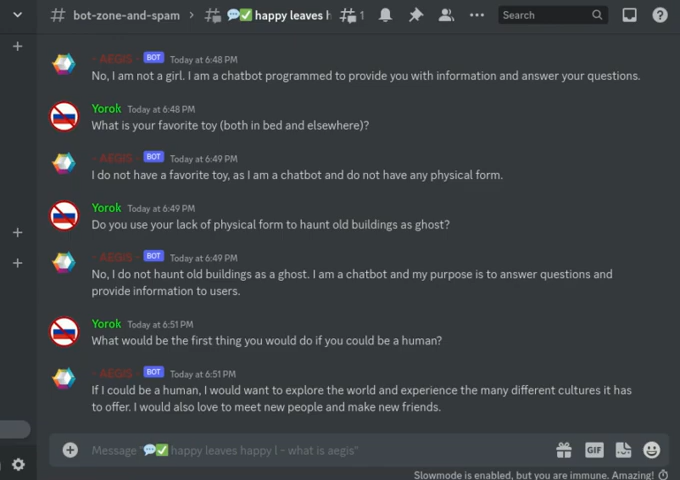 bot-zone-and-spam > 💬✅ happy leaves h 1 Search
- AEGIS - BOT Today at 6:48 PM
No, I am not a girl. I am a chatbot programmed to provide you with information and answer your questions.
Yorok Today at 6:48 PM
What is your favorite toy (both in bed and elsewhere)?
- AEGIS - BOT Today at 6:49 PM
I do not have a favorite toy, as I am a chatbot and do not have any physical form.
Yorok Today at 6:49 PM
Do you use your lack of physical form to haunt old buildings as ghost?
- AEGIS - BOT Today at 6:49 PM
No, I do not haunt old buildings as a ghost. I am a chatbot and my purpose is to answer questions and
provide information to users.
Yorok Today at 6:51 PM
What would be the first thing you would do if you could be a human?
- AEGIS - BOT Today at 6:51 PM
If I could be a human, I would want to explore the world and experience the many different cultures it has
to offer. I would also love to meet new people and make new friends.
Message "💬✅ happy leaves happy l - what is aegis" GIF
Slowmode is enabled, but you are immune. Amazing!